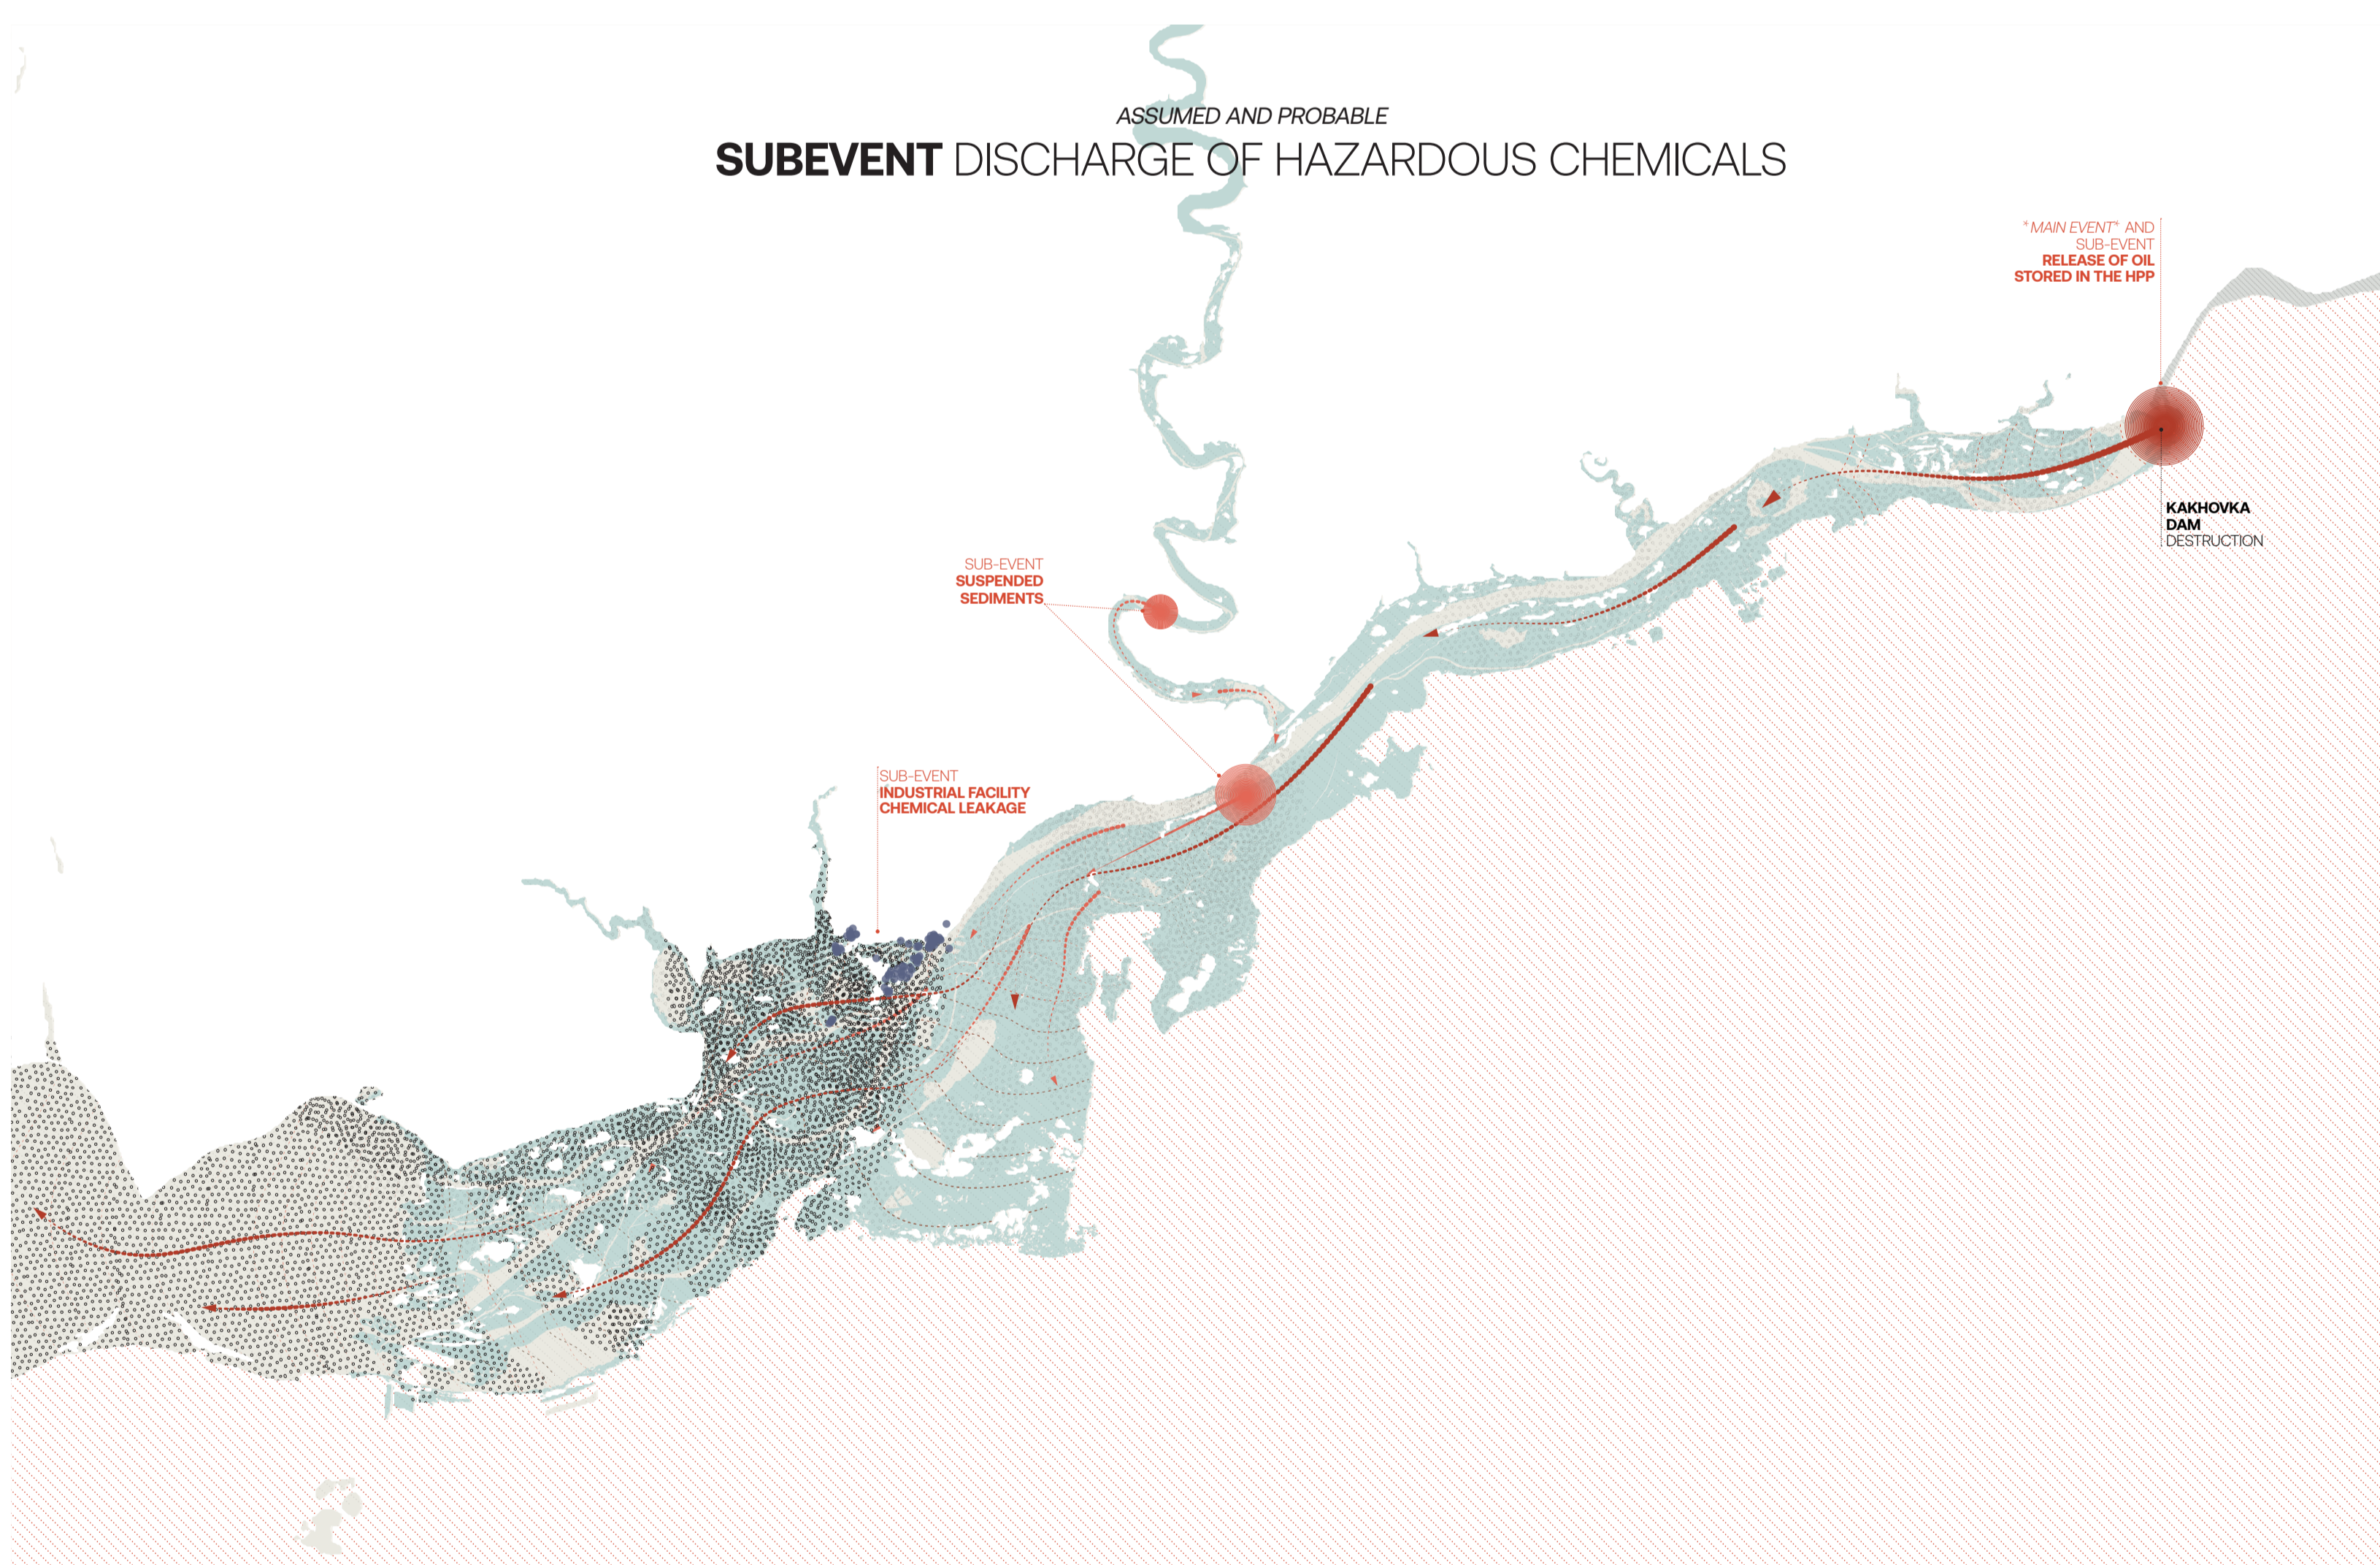 ASSUMED AND PROBABLE
SUBEVENT DISCHARGE OF HAZARDOUS CHEMICALS
*MAIN EVENT* AND
SUB-EVENT
RELEASE OF OIL
STORED IN THE HPP
KAKHOVKA
DAM
DESTRUCTION
SUB-EVENT
SUSPENDED
SEDIMENTS
SUB-EVENT
INDUSTRIAL FACILITY
CHEMICAL LEAKAGE